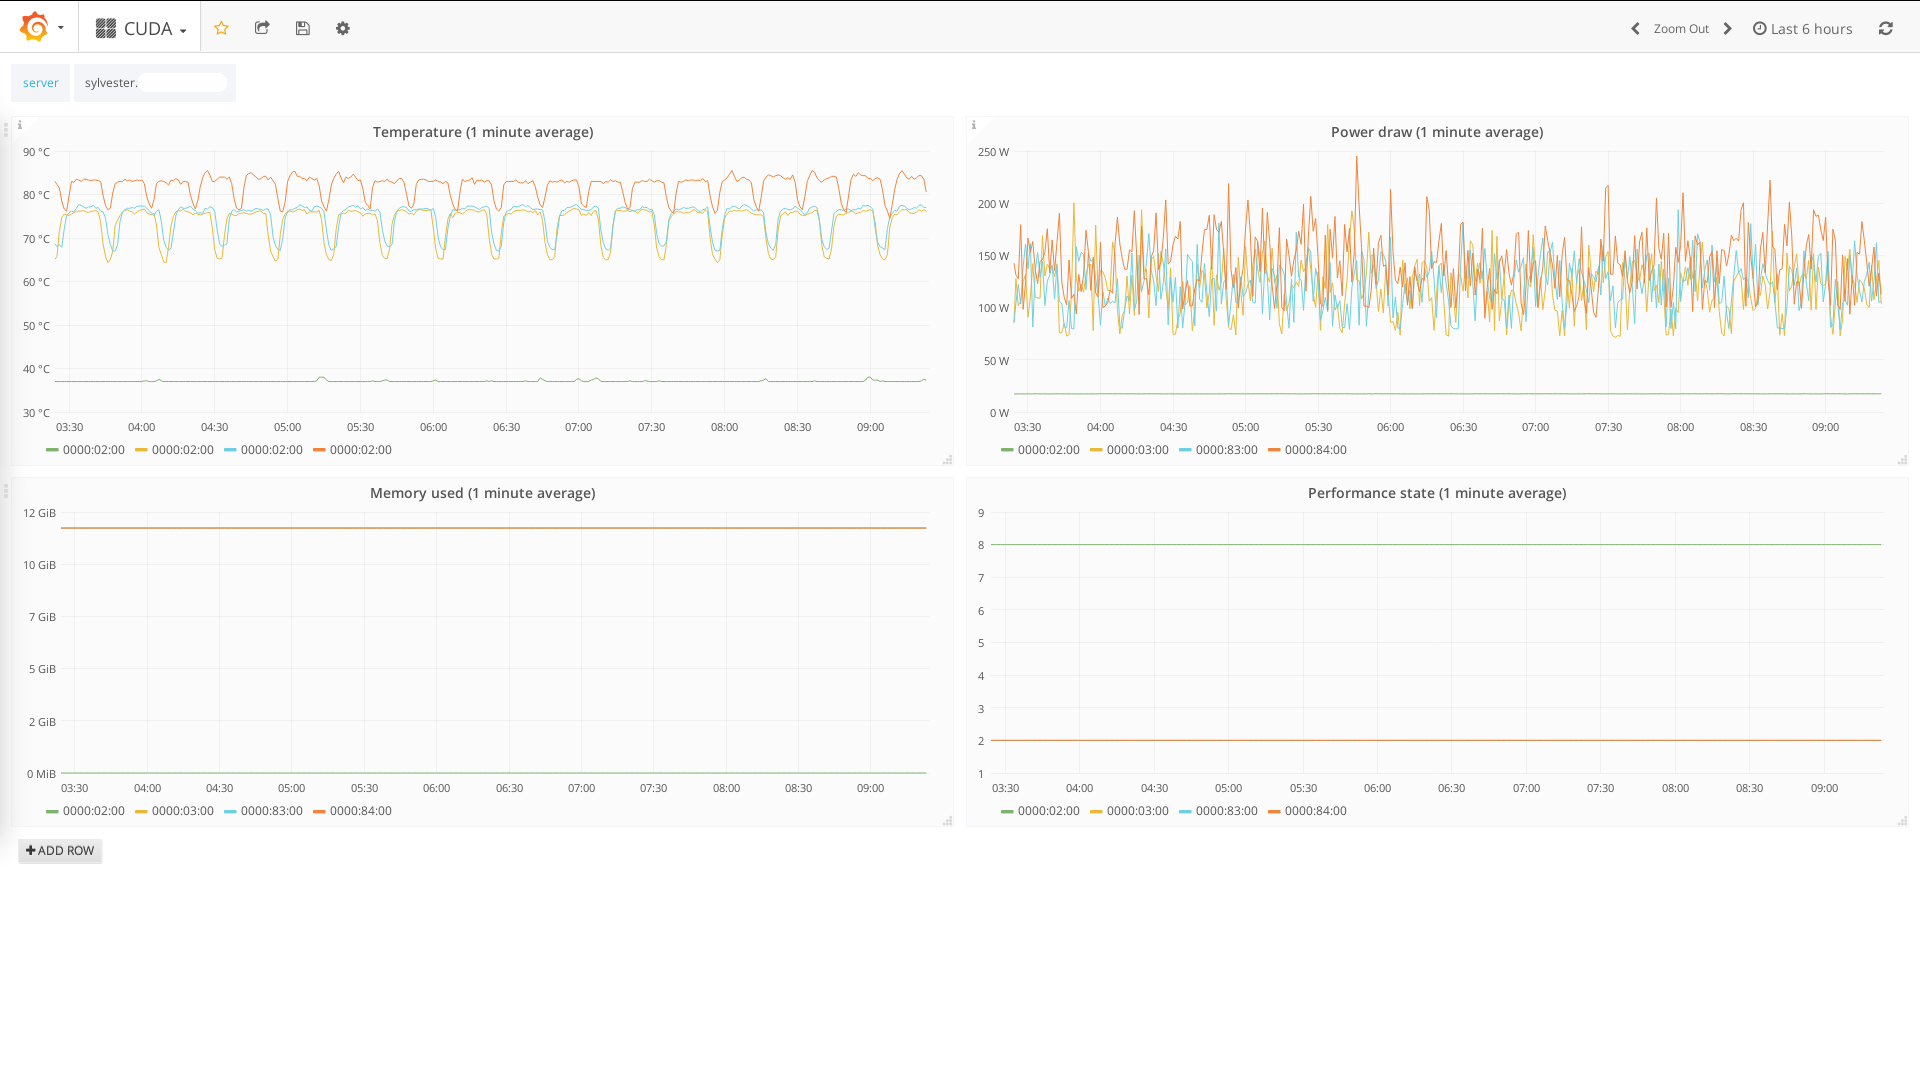 CUDA
Zoom Out
Last 6 hours
server
sylvester.
Temperature (1 minute average)
90 °C
80 °C
70 °C
60 °C
50 °C
40 °C
30 °C
03:30 04:00 04:30 05:00 05:30 06:00 06:30 07:00 07:30 08:00 08:30 09:00
0000:02:00 0000:02:00 0000:02:00 0000:02:00
Power draw (1 minute average)
250 W
200 W
150 W
100 W
50 W
0 W
03:30 04:00 04:30 05:00 05:30 06:00 06:30 07:00 07:30 08:00 08:30 09:00
0000:02:00 0000:03:00 0000:83:00 0000:84:00
Memory used (1 minute average)
12 GiB
10 GiB
7 GiB
5 GiB
2 GiB
0 MiB
03:30 04:00 04:30 05:00 05:30 06:00 06:30 07:00 07:30 08:00 08:30 09:00
0000:02:00 0000:03:00 0000:83:00 0000:84:00
Performance state (1 minute average)
9
8
7
6
5
4
3
2
1
03:30 04:00 04:30 05:00 05:30 06:00 06:30 07:00 07:30 08:00 08:30 09:00
0000:02:00 0000:03:00 0000:83:00 0000:84:00
ADD ROW